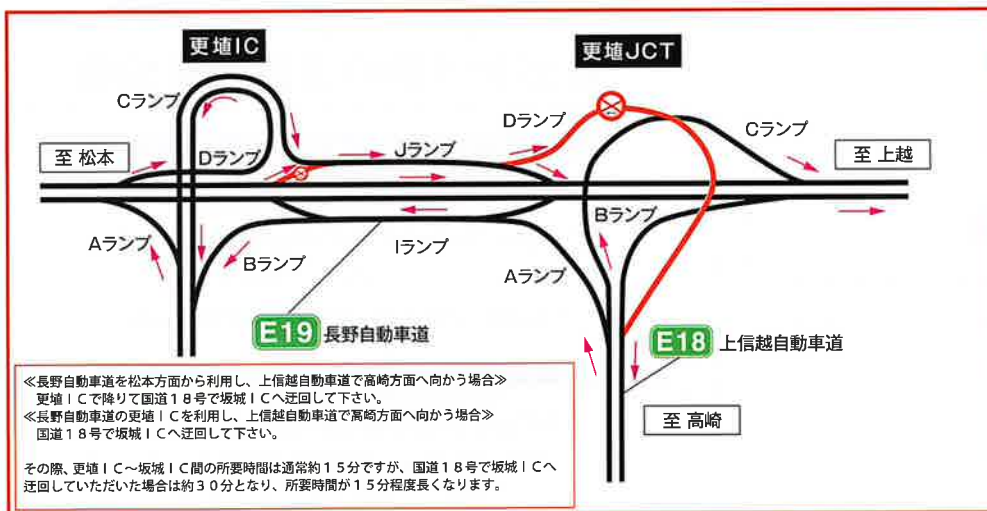 更埴IC
更埴JCT
Cランプ
Dランプ
Cランプ
至 松本
Dランプ
Jランプ
至 上越
Aランプ
Bランプ
Iランプ
Bランプ
Aランプ
E19 長野自動車道
E18 上信越自動車道
至 高崎
≪長野自動車道を松本方面から利用し、上信越自動車道で高崎方面へ向かう場合≫
更埴ICで降りて国道18号で坂城ICへ迂回して下さい。
≪長野自動車道の更埴ICを利用し、上信越自動車道で高崎方面へ向かう場合≫
国道18号で坂城ICへ迂回して下さい。
その際、更埴IC～坂城IC間の所要時間は通常約15分ですが、国道18号で坂城ICへ
迂回していただいた場合は約30分となり、所要時間が15分程度長くなります。